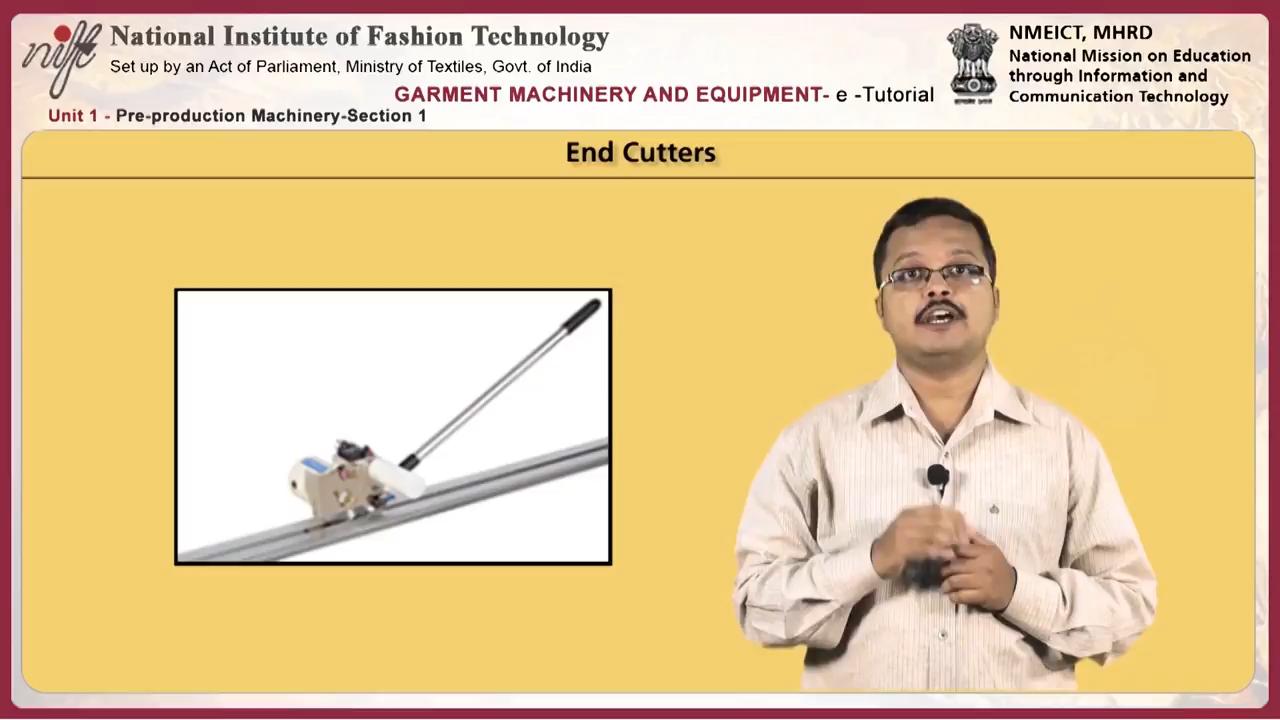 nift
National Institute of Fashion Technology
Set up by an Act of Parliament, Ministry of Textiles, Govt. of India
GARMENT MACHINERY AND EQUIPMENT- e -Tutorial
Unit 1 - Pre-production Machinery-Section 1
NMEICT, MHRD
National Mission on Education
through Information and
Communication Technology
End Cutters